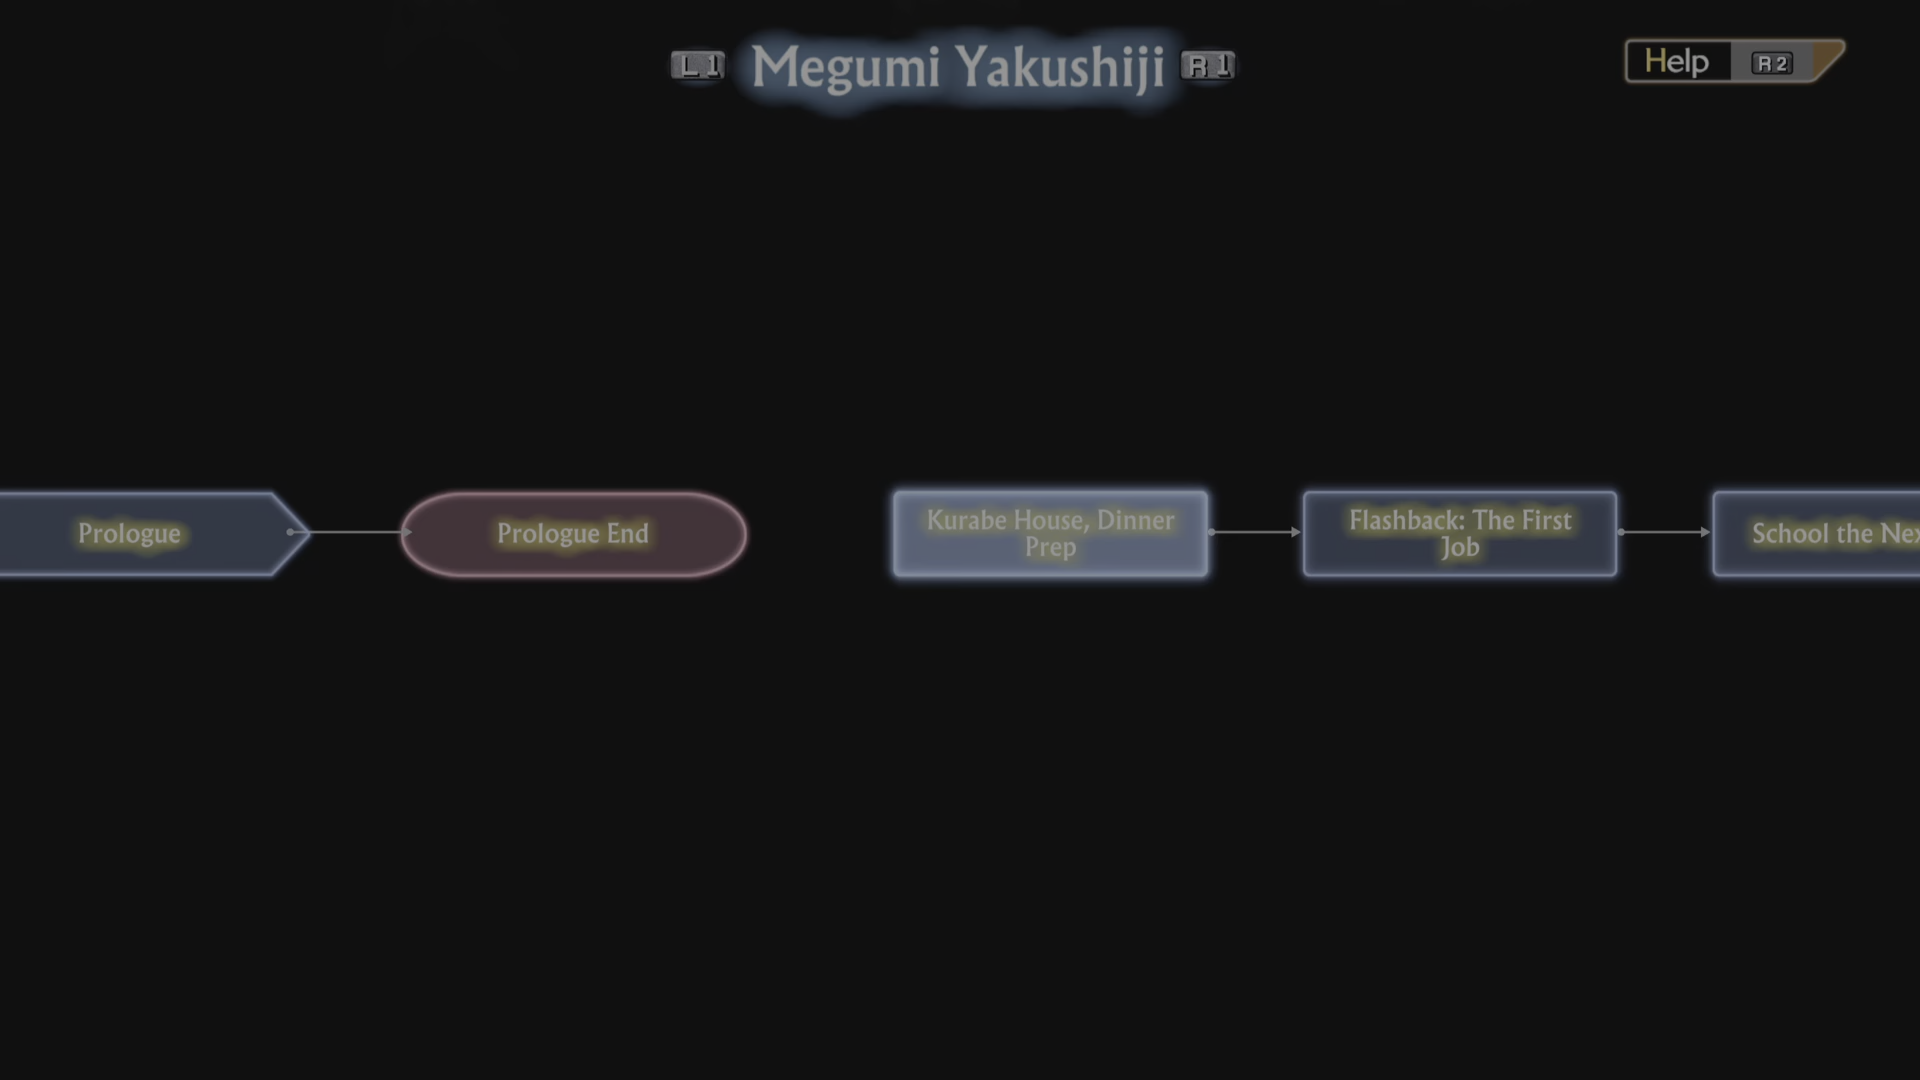 L1 Megumi Yakushiji R1
Help R2
Prologue
Prologue End
Kurabe House, Dinner
Prep
Flashback: The First
Job
School the Nex